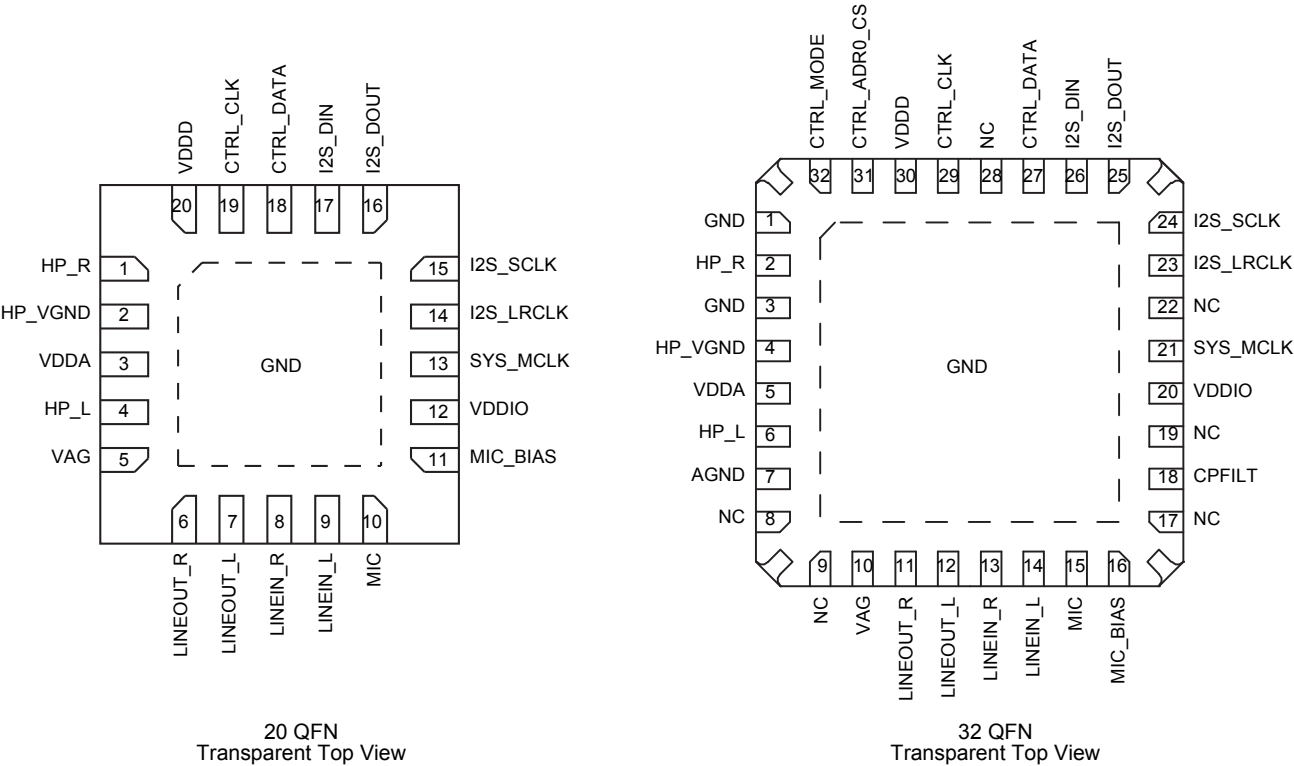 VDDD
CTRL_CLK
CTRL_DATA
I2S_DIN
I2S_DOUT
20
19
18
17
16
HP_R 1
HP_VGND 2
VDDA 3
HP_L 4
VAG 5
GND
15 I2S_SCLK
14 I2S_LRCLK
13 SYS_MCLK
12 VDDIO
11 MIC_BIAS
6
7
8
9
10
LINEOUT_R
LINEOUT_L
LINEIN_R
LINEIN_L
MIC
20 QFN
Transparent Top View
CTRL_MODE
CTRL_ADR0_CS
VDDD
CTRL_CLK
NC
CTRL_DATA
I2S_DIN
I2S_DOUT
32
31
30
29
28
27
26
25
GND 1
HP_R 2
GND 3
HP_VGND 4
VDDA 5
HP_L 6
AGND 7
NC 8
GND
24 I2S_SCLK
23 I2S_LRCLK
22 NC
21 SYS_MCLK
20 VDDIO
19 NC
18 CPFILT
17 NC
9
10
11
12
13
14
15
16
NC
VAG
LINEOUT_R
LINEOUT_L
LINEIN_R
LINEIN_L
MIC
MIC_BIAS
32 QFN
Transparent Top View